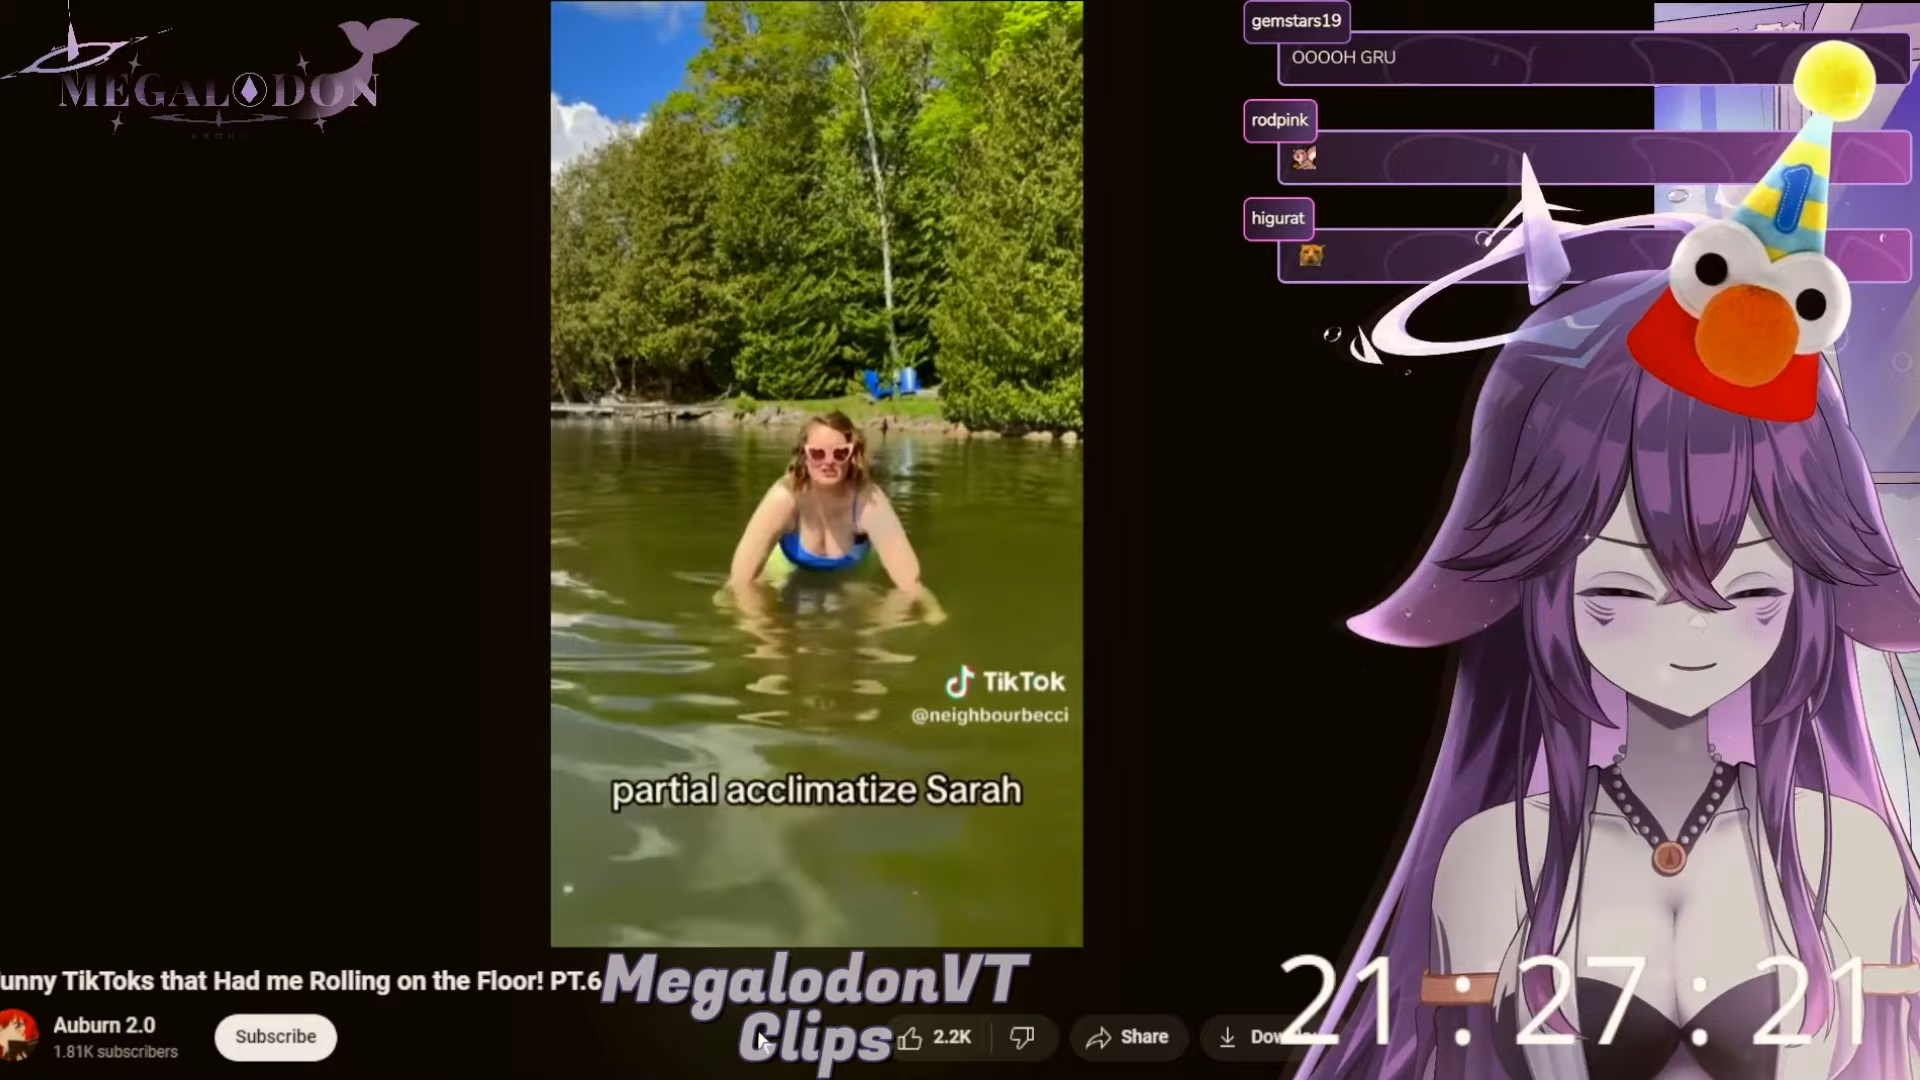 MEGALODON
gemstars19
OOOOH GRU
rodpink
higurat
1
TikTok
@neighbourbecci
partial acclimatize Sarah
unny TikToks that Had me Rolling on the Floor! PT.6
MegalodonVT
Clips
Auburn 2.0
1.81K subscribers
Subscribe
2.2K
Share
Dow
21:27:21